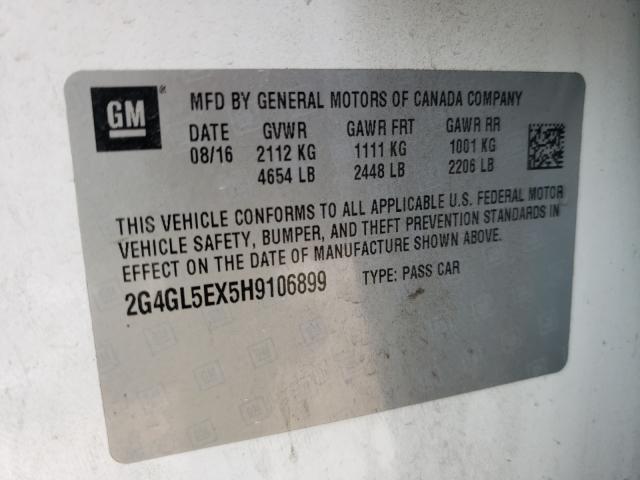 GM
MFD BY GENERAL MOTORS OF CANADA COMPANY
DATE GVWR GAWR FRT GAWR RR
08/16 2112 KG 1111 KG 1001 KG
4654 LB 2448 LB 2206 LB
THIS VEHICLE CONFORMS TO ALL APPLICABLE U.S. FEDERAL MOTOR
VEHICLE SAFETY, BUMPER, AND THEFT PREVENTION STANDARDS IN
EFFECT ON THE DATE OF MANUFACTURE SHOWN ABOVE.
2G4GL5EX5H9106899 TYPE: PASS CAR